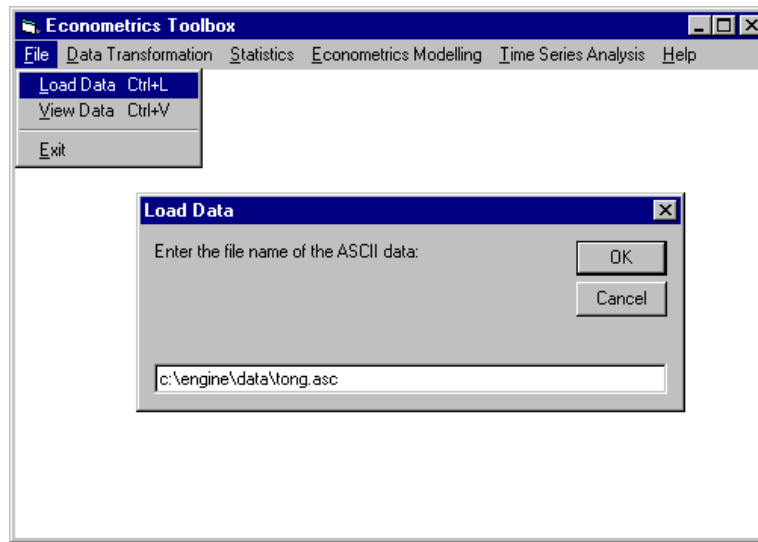 Econometrics Toolbox
File Data Transformation Statistics Econometrics Modelling Time Series Analysis Help
Load Data Ctrl+L
View Data Ctrl+V
Exit
Load Data
Enter the file name of the ASCII data:
OK
Cancel
c:\engine\data\tong.asc